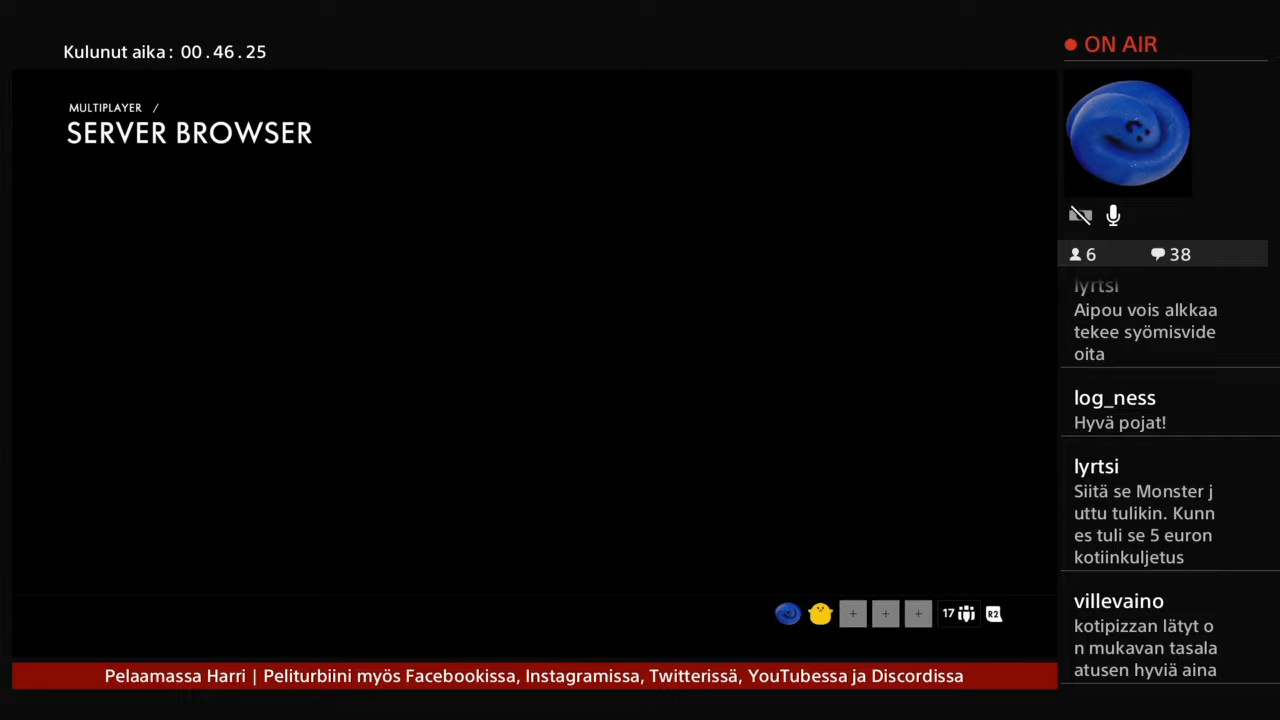 Kulunut aika: 00.46.25
ON AIR
MULTIPLAYER /
SERVER BROWSER
6 38
lyrtsi
Aipou vois alkkaa
tekee syömisvide
oita
log_ness
Hyvä pojat!
lyrtsi
Siitä se Monster j
uttu tulikin. Kunn
es tuli se 5 euron
kotiinkuljetus
villevaino
kotipizzan lätyt o
n mukavan tasala
atusen hyviä aina
17 R2
Pelaamassa Harri | Peliturbiini myös Facebookissa, Instagramissa, Twitterissä, YouTubessa ja Discordissa